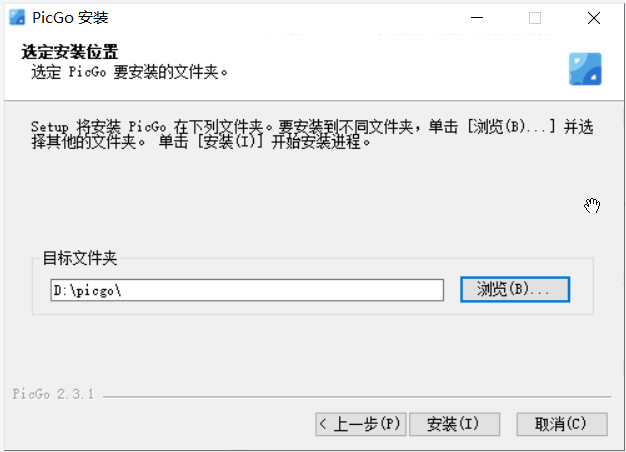 PicGo 安装
选定安装位置
选定 PicGo 要安装的文件夹。
Setup 将安装 PicGo 在下列文件夹。要安装到不同文件夹，单击 [浏览(B)...] 并选
择其他的文件夹。 单击 [安装(I)] 开始安装进程。
目标文件夹
D:\picgo\
浏览(B)...
PicGo 2.3.1
< 上一步(P)
安装(I)
取消(C)